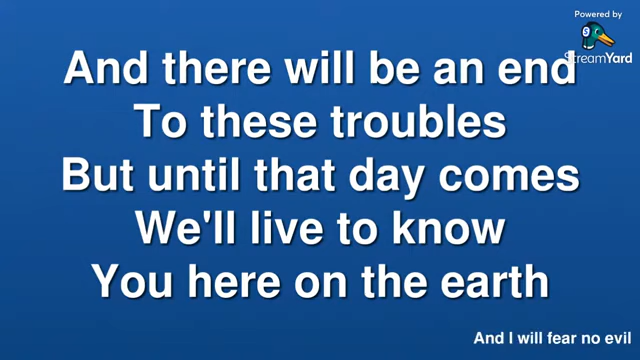 Powered by
StreamYard
And there will be an end
To these troubles
But until that day comes
We'll live to know
You here on the earth
And I will fear no evil